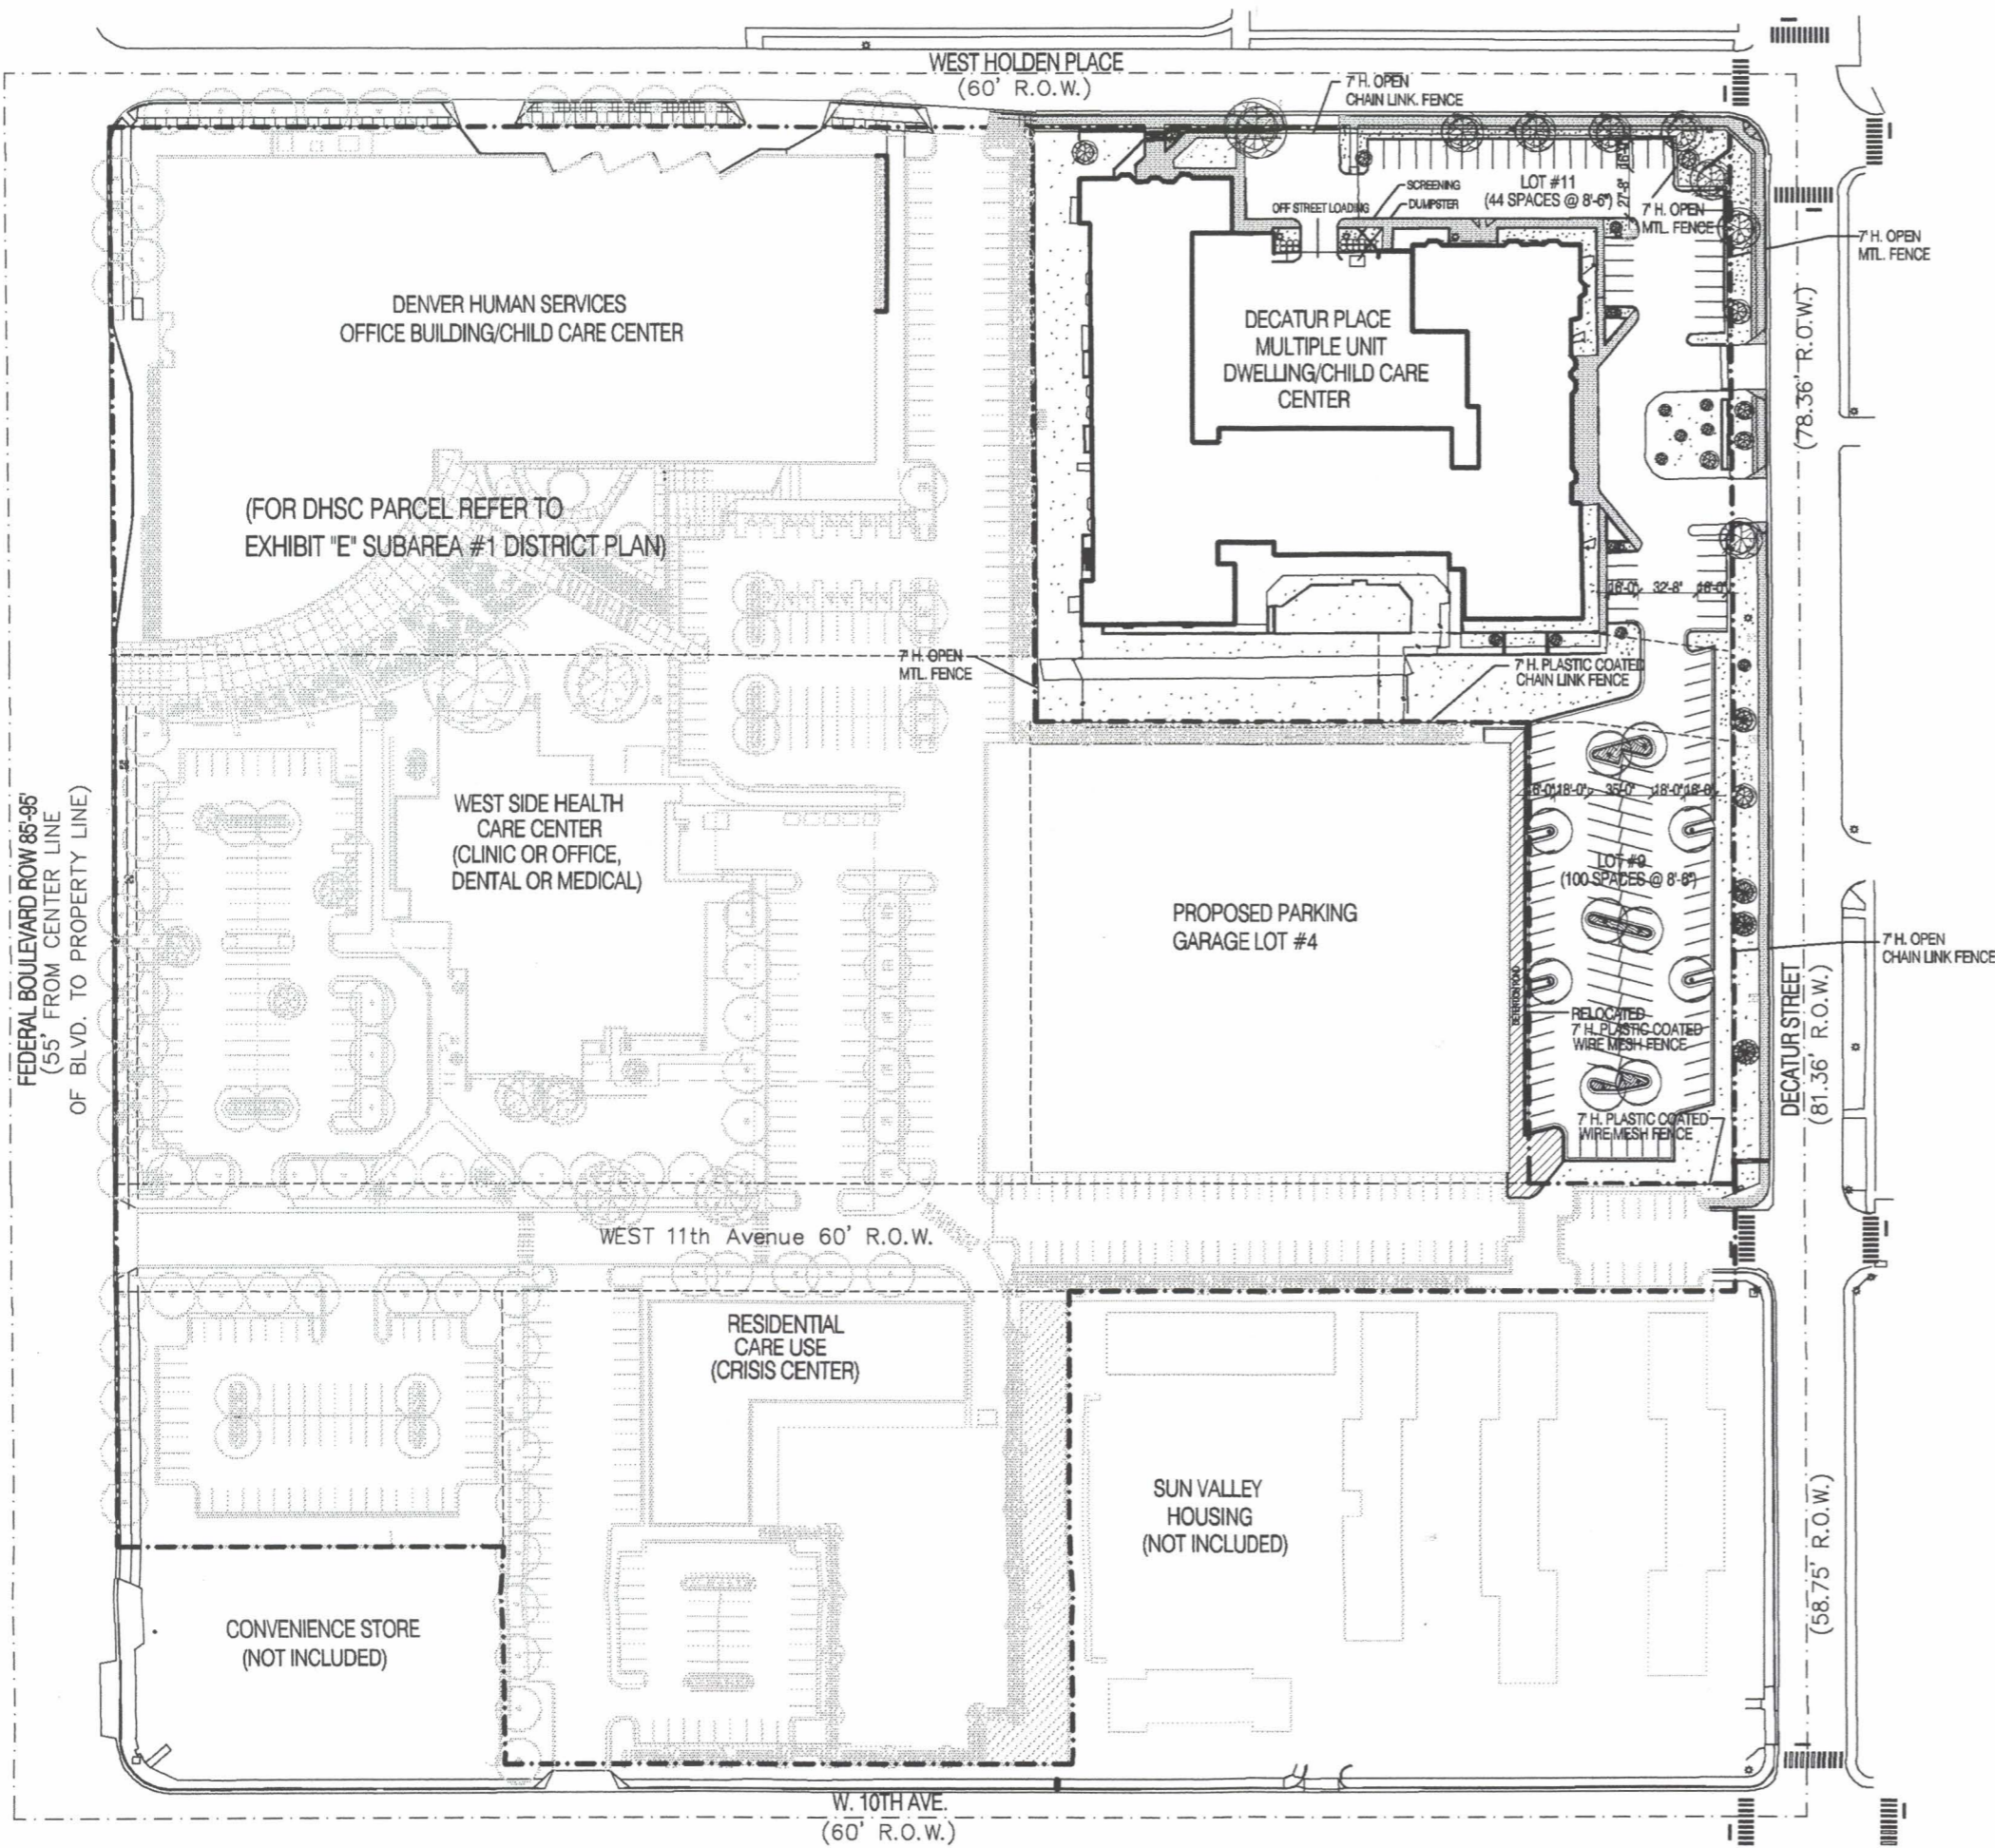 WEST HOLDEN PLACE
(60' R.O.W.)
7' H. OPEN
CHAIN LINK. FENCE
SCREENING
DUMPSTER
OFF STREET LOADING
LOT #11
(44 SPACES @ 8'-6")
27'-8"
7' H. OPEN
MTL. FENCE
7' H. OPEN
MTL. FENCE
(78.36' R.O.W.)
DENVER HUMAN SERVICES
OFFICE BUILDING/CHILD CARE CENTER
DECATUR PLACE
MULTIPLE UNIT
DWELLING/CHILD CARE
CENTER
(FOR DHSC PARCEL REFER TO
EXHIBIT "E" SUBAREA #1 DISTRICT PLAN)
32'-8"
7' H. OPEN
MTL. FENCE
7' H. PLASTIC COATED
CHAIN LINK FENCE
FEDERAL BOULEVARD ROW 85-95'
(55' FROM CENTER LINE
OF BLVD. TO PROPERTY LINE)
WEST SIDE HEALTH
CARE CENTER
(CLINIC OR OFFICE,
DENTAL OR MEDICAL)
18'-0" 35'-0" 18'-0"
LOT #9
(100 SPACES @ 8'-6")
PROPOSED PARKING
GARAGE LOT #4
DETENTION POND
7' H. OPEN
CHAIN LINK FENCE
RELOCATED
7' H. PLASTIC COATED
WIRE MESH FENCE
DECATUR STREET
(81.36' R.O.W.)
7' H. PLASTIC COATED
WIRE MESH FENCE
WEST 11th Avenue 60' R.O.W.
RESIDENTIAL
CARE USE
(CRISIS CENTER)
SUN VALLEY
HOUSING
(NOT INCLUDED)
(58.75' R.O.W.)
CONVENIENCE STORE
(NOT INCLUDED)
W. 10TH AVE.
(60' R.O.W.)